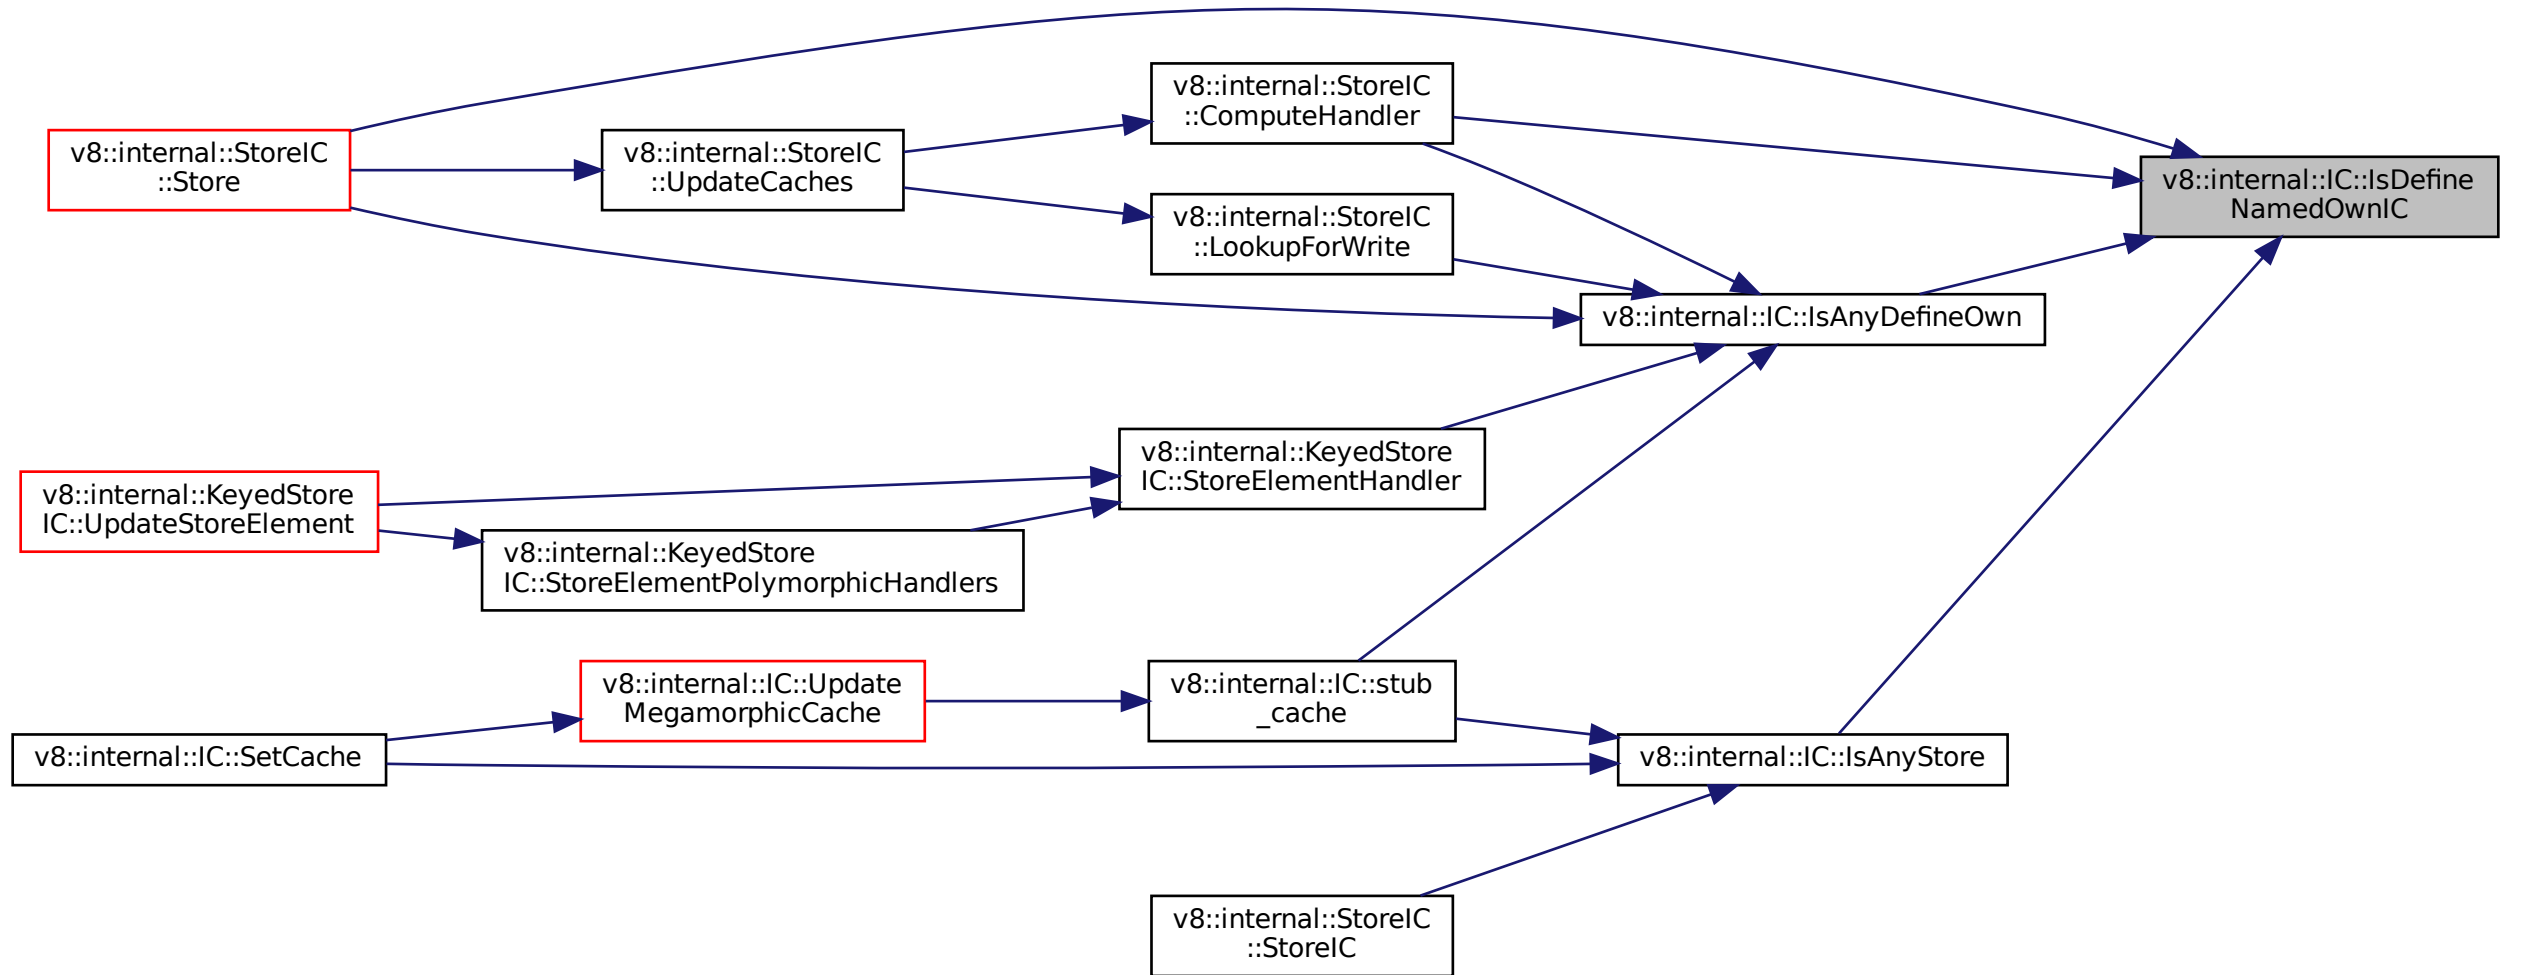 v8::internal::StoreIC
::ComputeHandler
v8::internal::StoreIC
::Store
v8::internal::StoreIC
::UpdateCaches
v8::internal::IC::IsDefine
NamedOwnIC
v8::internal::StoreIC
::LookupForWrite
v8::internal::IC::IsAnyDefineOwn
v8::internal::KeyedStore
IC::StoreElementHandler
v8::internal::KeyedStore
IC::UpdateStoreElement
v8::internal::KeyedStore
IC::StoreElementPolymorphicHandlers
v8::internal::IC::Update
MegamorphicCache
v8::internal::IC::stub
_cache
v8::internal::IC::SetCache
v8::internal::IC::IsAnyStore
v8::internal::StoreIC
::StoreIC